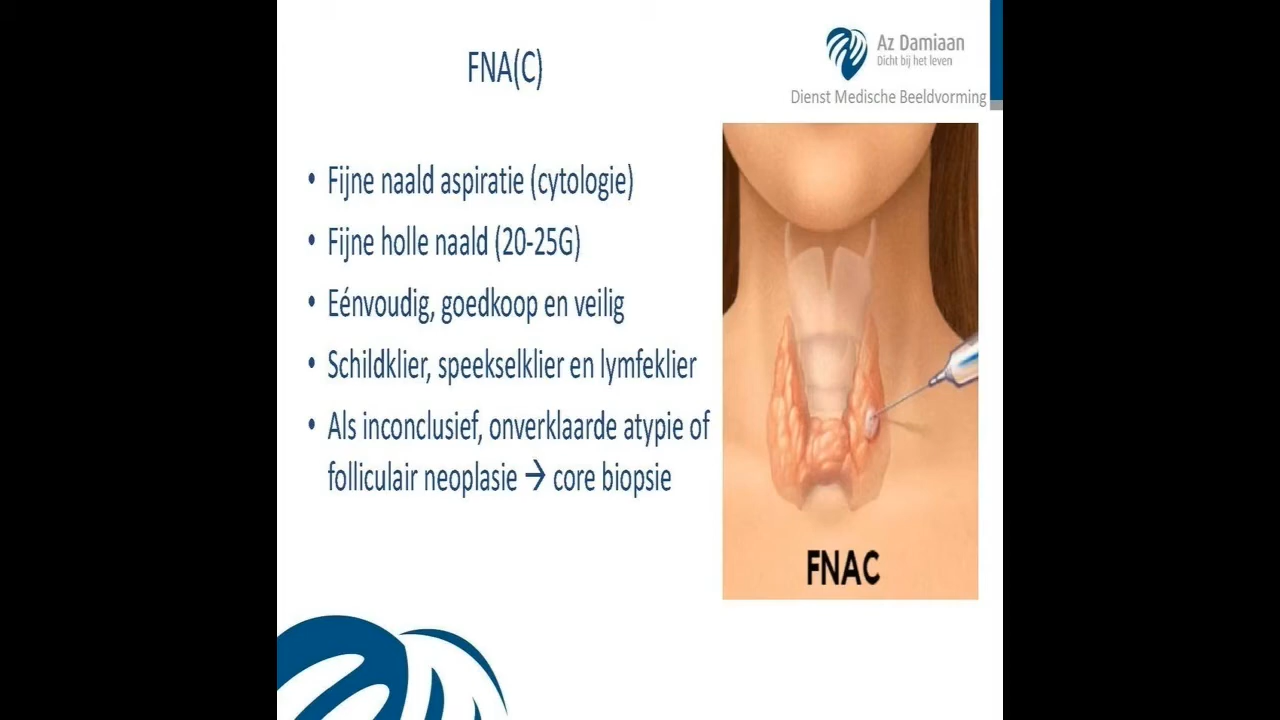 FNA(C)
Az Damiaan
Dicht bij het leven
Dienst Medische Beeldvorming
• Fijne naald aspiratie (cytologie)
• Fijne holle naald (20-25G)
• Eénvoudig, goedkoop en veilig
• Schildklier, speekselklier en lymfeklier
• Als inconclusief, onverklaarde atypie of
folliculair neoplasie → core biopsie
FNAC